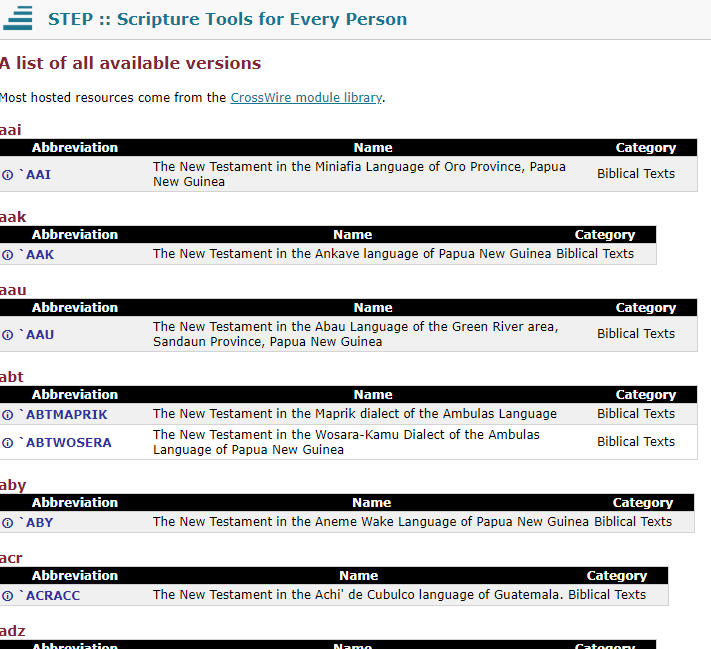 STEP :: Scripture Tools for Every Person
A list of all available versions
Most hosted resources come from the CrossWire module library.
aai
Abbreviation Name Category
`AAI The New Testament in the Miniafia Language of Oro Province, Papua New Guinea Biblical Texts
aak
Abbreviation Name Category
`AAK The New Testament in the Ankave language of Papua New Guinea Biblical Texts
aau
Abbreviation Name Category
`AAU The New Testament in the Abau Language of the Green River area, Sandaun Province, Papua New Guinea Biblical Texts
abt
Abbreviation Name Category
`ABTMAPRIK The New Testament in the Maprik dialect of the Ambulas Language Biblical Texts
`ABTWOSERA The New Testament in the Wosara-Kamu Dialect of the Ambulas Language of Papua New Guinea Biblical Texts
aby
Abbreviation Name Category
`ABY The New Testament in the Aneme Wake Language of Papua New Guinea Biblical Texts
acr
Abbreviation Name Category
`ACRACC The New Testament in the Achi' de Cubulco language of Guatemala. Biblical Texts
adz
Abbreviation Name Category